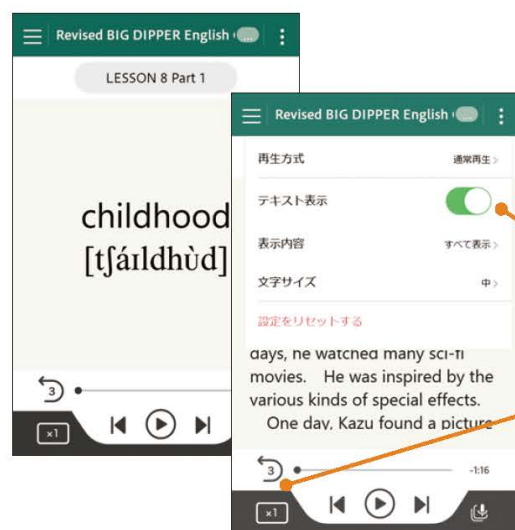 Revised BIG DIPPER English
LESSON 8 Part 1
childhood
[tʃáɪldhùd]
3
×1
Revised BIG DIPPER English
再生方式 通常再生
テキスト表示
表示内容 すべて表示
文字サイズ 中
設定をリセットする
days, he watched many sci-fi
movies. He was inspired by the
various kinds of special effects.
One day, Kazu found a picture
3
-1:16
×1